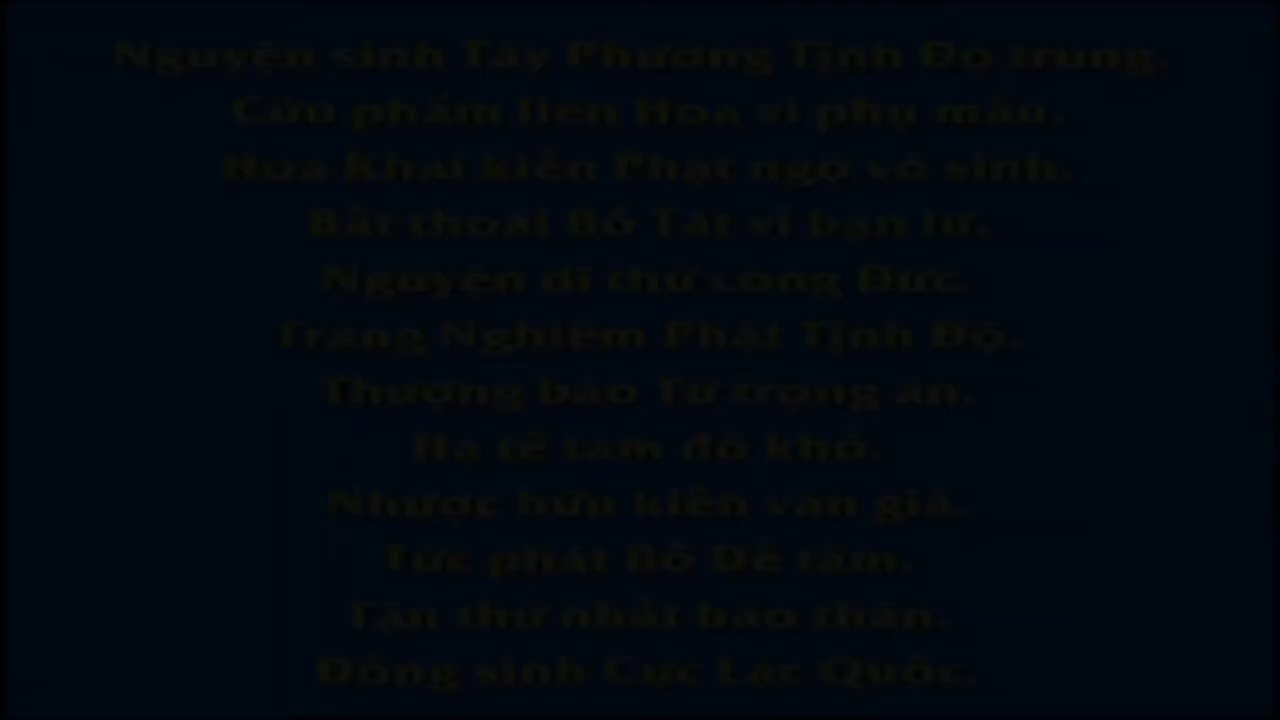 Nguyện sinh Tây Phương Tịnh Độ trung,
Cửu phẩm liên Hoa vi phụ mẫu.
Hoa Khai kiến Phật ngộ vô sinh,
Bất thoái Bồ Tát vi bạn lữ.
Nguyện dĩ thử công Đức,
Trang Nghiêm Phật Tịnh Độ,
Thượng báo Tứ trọng ân,
Hạ tế tam đồ khổ.
Nhược hữu kiến văn giả,
Tức phát Bồ Đề tâm,
Tận thử nhất báo thân,
Đồng sinh Cực Lạc Quốc.